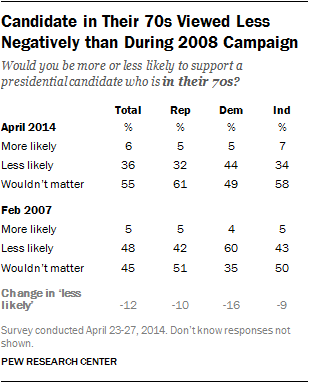 Candidate in Their 70s Viewed Less
Negatively than During 2008 Campaign
Would you be more or less likely to support a
presidential candidate who is in their 70s?
Total Rep Dem Ind
April 2014 % % % %
More likely 6 5 5 7
Less likely 36 32 44 34
Wouldn't matter 55 61 49 58
Feb 2007
More likely 5 5 4 5
Less likely 48 42 60 43
Wouldn't matter 45 51 35 50
Change in 'less
likely' -12 -10 -16 -9
Survey conducted April 23-27, 2014. Don't know responses not
shown.
PEW RESEARCH CENTER